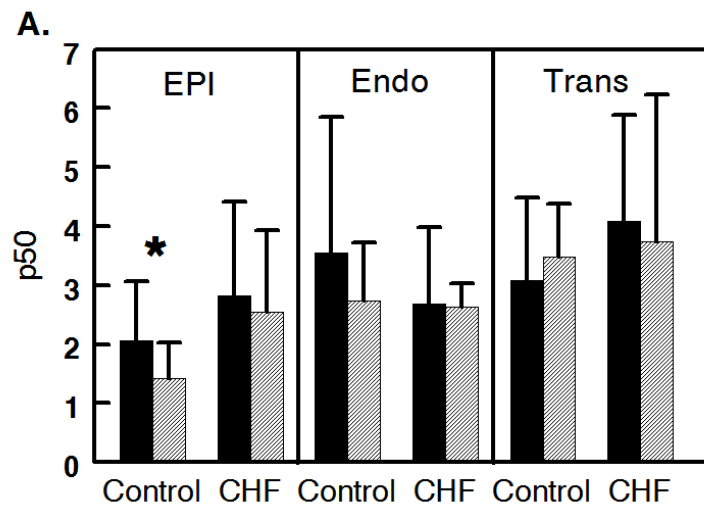 A.
7
EPI Endo Trans
6
5
4
*
3
2
1
0
p50
Control CHF Control CHF Control CHF